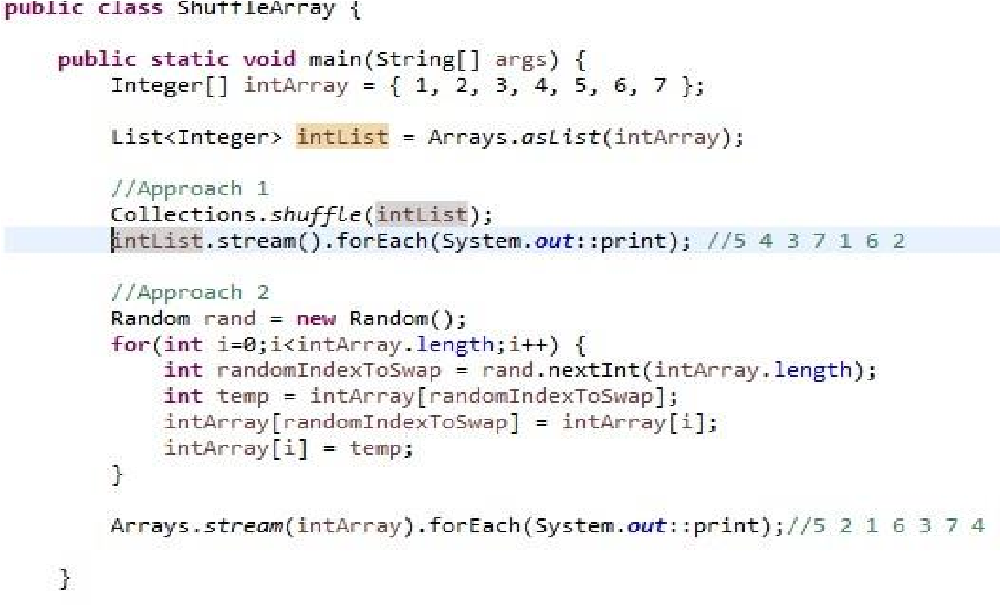 public class ShuffleArray {
public static void main(String[] args) {
Integer[] intArray = { 1, 2, 3, 4, 5, 6, 7 };
List<Integer> intList = Arrays.asList(intArray);
//Approach 1
Collections.shuffle(intList);
intList.stream().forEach(System.out::print); //5 4 3 7 1 6 2
//Approach 2
Random rand = new Random();
for(int i=0;i<intArray.length;i++) {
int randomIndexToSwap = rand.nextInt(intArray.length);
int temp = intArray[randomIndexToSwap];
intArray[randomIndexToSwap] = intArray[i];
intArray[i] = temp;
}
Arrays.stream(intArray).forEach(System.out::print);//5 2 1 6 3 7 4
}